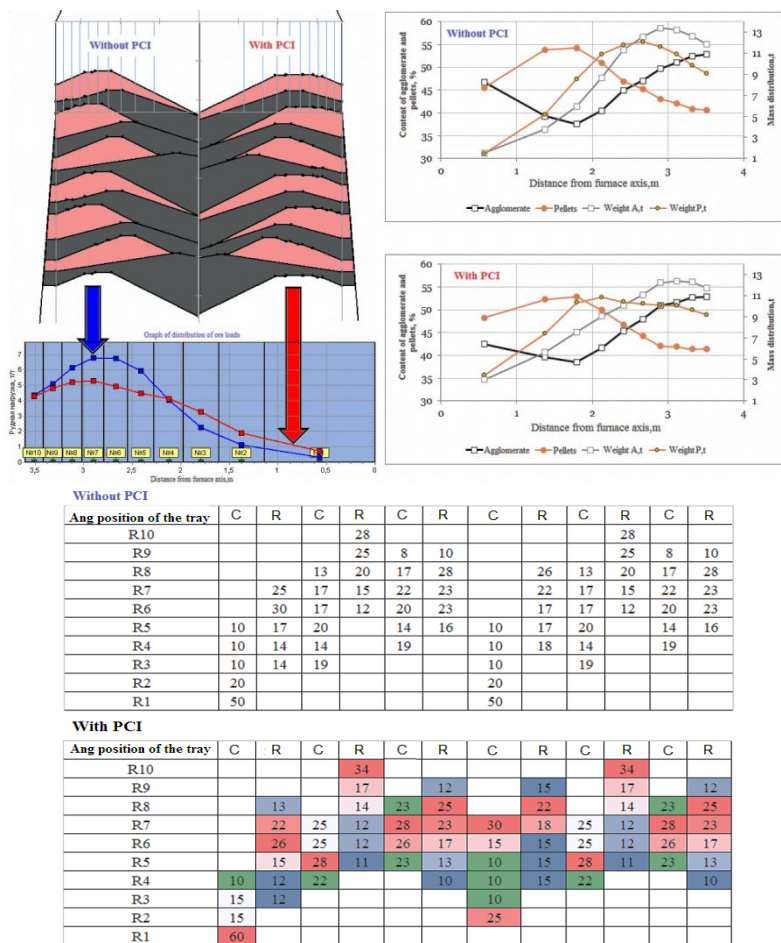 Without PCI With PCI
Graph of distribution of ore loads
Рудная нагрузка, т/т
7
6
5
4
3
2
1
0
№10 №9 №8 №7 №6 №5 №4 №3 №2
3,5 3 2,5 2 1,5 1 0,5 0
Distance from furnace axis,m
Without PCI
Content of agglomerate and pellets, %
60
55
50
45
40
35
30
0 1 2 3 4
13
11
9
7
5
3
1
Mass distribution,t
Distance from furnace axis,m
Agglomerate Pellets Weight A,t Weight P,t
With PCI
Content of agglomerate and pellets, %
60
55
50
45
40
35
30
0 1 2 3 4
13
11
9
7
5
3
1
Mass distribution,t
Distance from furnace axis,m
Agglomerate Pellets Weight A,t Weight P,t
Without PCI
Ang position of the tray C R C R C R C R C R C R
R10 28 28
R9 25 8 10 25 8 10
R8 13 20 17 28 26 13 20 17 28
R7 25 17 15 22 23 22 17 15 22 23
R6 30 17 12 20 23 17 17 12 20 23
R5 10 17 20 14 16 10 17 20 14 16
R4 10 14 14 19 10 18 14 19
R3 10 14 19 10 19
R2 20 20
R1 50 50
With PCI
Ang position of the tray C R C R C R C R C R C R
R10 34 34
R9 17 12 15 17 12
R8 13 14 23 25 22 14 23 25
R7 22 25 12 28 23 30 18 25 12 28 23
R6 26 25 12 26 17 15 15 25 12 26 17
R5 15 28 11 23 13 10 15 28 11 23 13
R4 10 12 22 10 10 15 22 10
R3 15 12 10
R2 15 25
R1 60